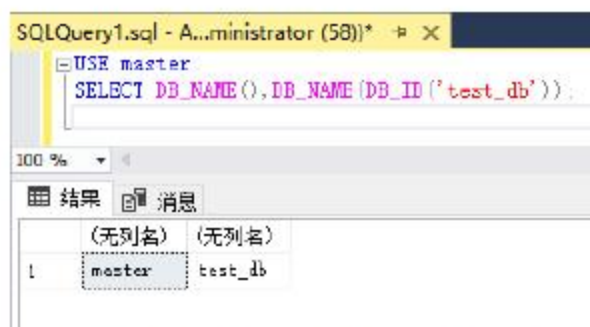 SQLQuery1.sql - A...ministrator (58))*
USE master
SELECT DB_NAME(),DB_NAME(DB_ID('test_db'));
100 %
结果 消息
(无列名) (无列名)
1 master test_db